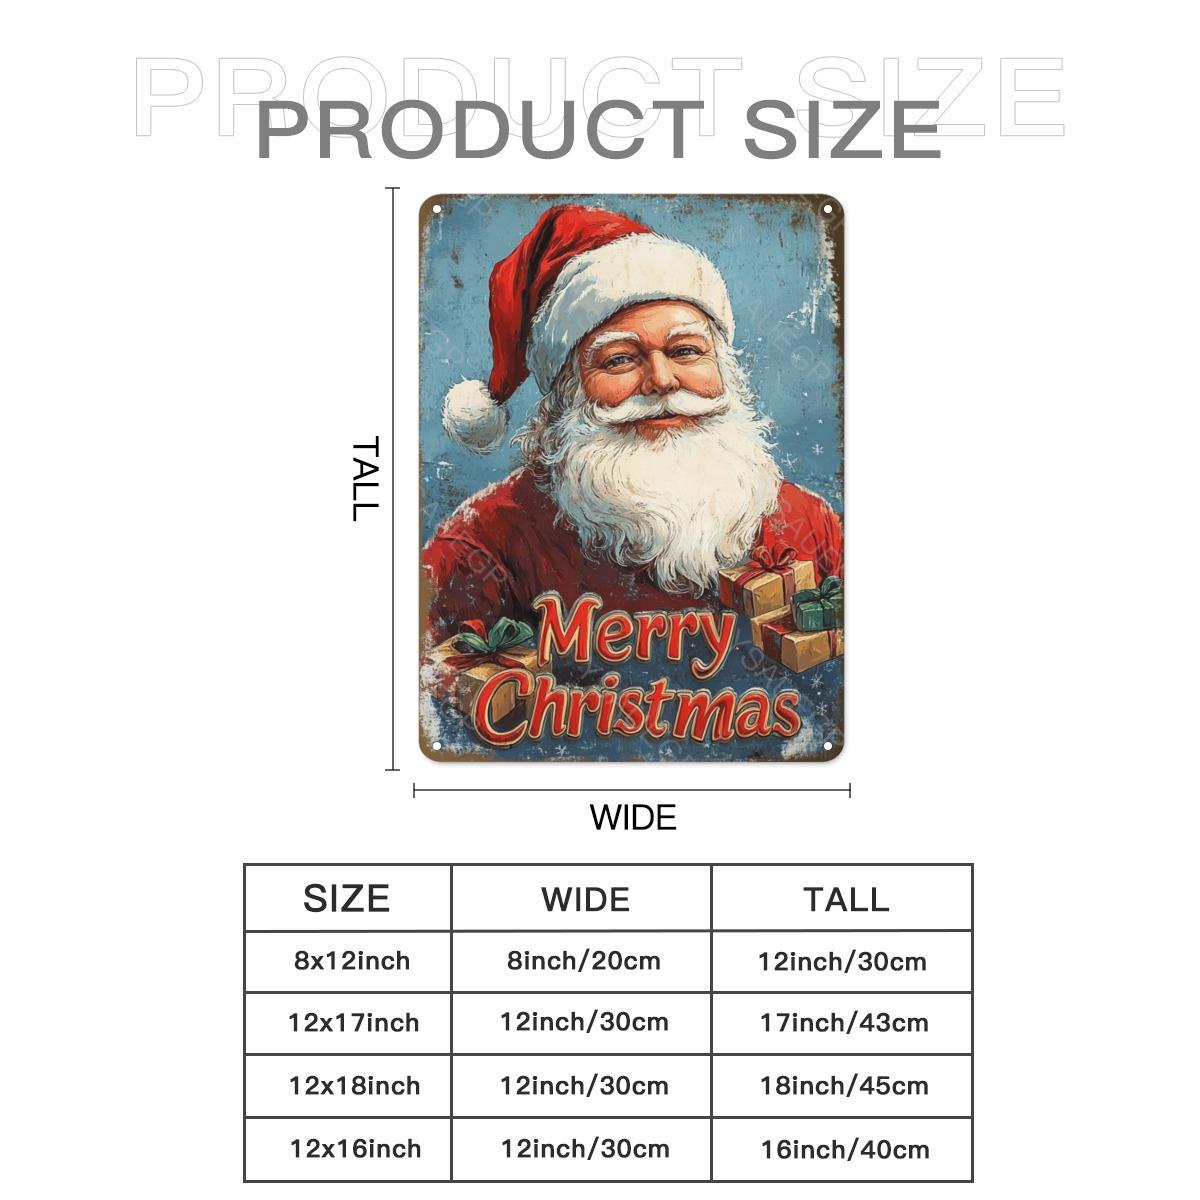 PRODUCT SIZE
PRODUCT SIZE
TALL
Merry
Christmas
WIDE
SIZE WIDE TALL
8x12inch 8inch/20cm 12inch/30cm
12x17inch 12inch/30cm 17inch/43cm
12x18inch 12inch/30cm 18inch/45cm
12x16inch 12inch/30cm 16inch/40cm